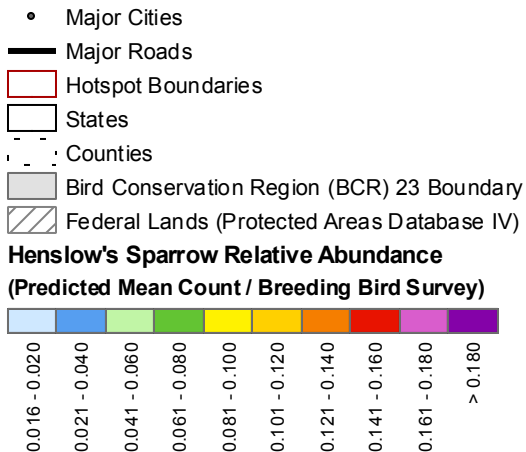 Major Cities
Major Roads
Hotspot Boundaries
States
Counties
Bird Conservation Region (BCR) 23 Boundary
Federal Lands (Protected Areas Database IV)
Henslow's Sparrow Relative Abundance
(Predicted Mean Count / Breeding Bird Survey)
0.016 - 0.020
0.021 - 0.040
0.041 - 0.060
0.061 - 0.080
0.081 - 0.100
0.101 - 0.120
0.121 - 0.140
0.141 - 0.160
0.161 - 0.180
> 0.180